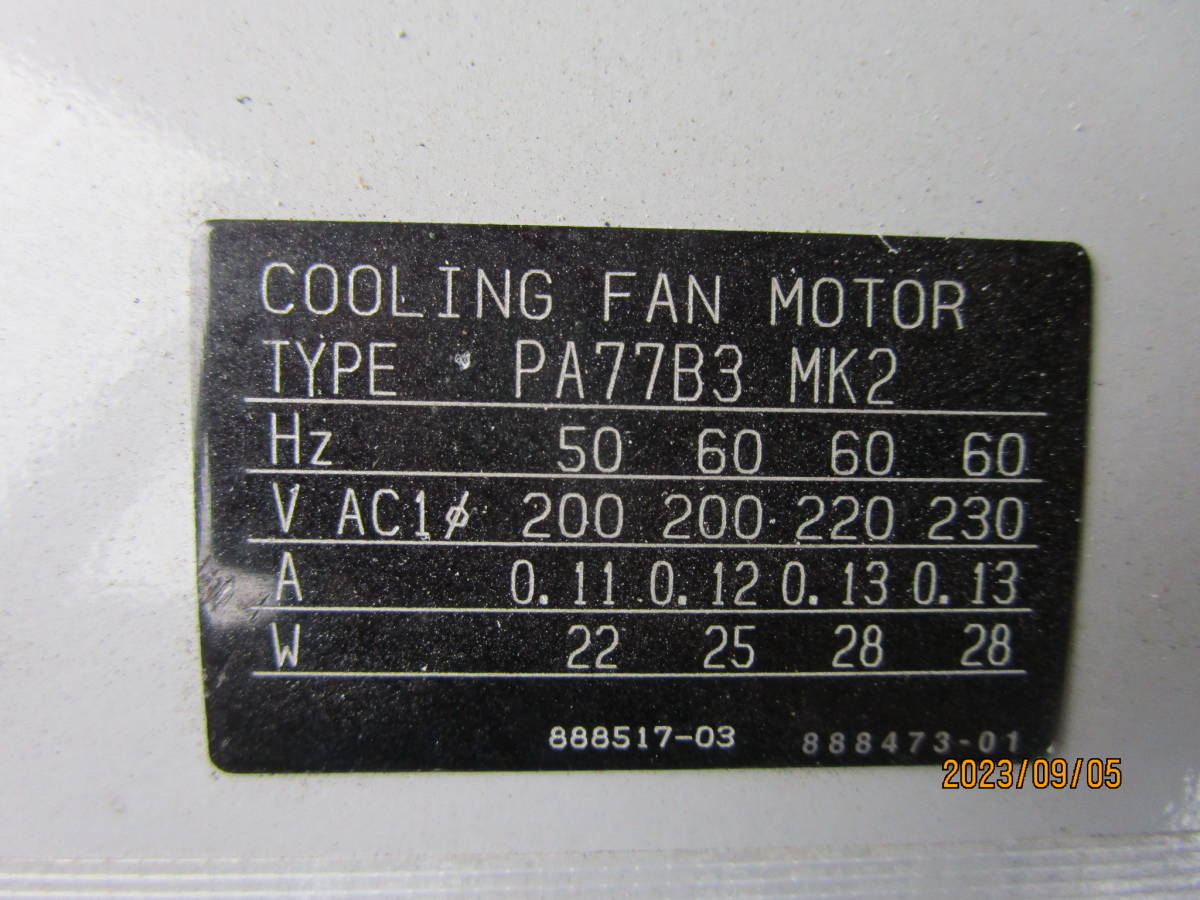 COOLING FAN MOTOR
TYPE PA77B3 MK2
Hz 50 60 60 60
V AC1φ 200 200 220 230
A 0.11 0.12 0.13 0.13
W 22 25 28 28
888517-03 888473-01
2023/09/05